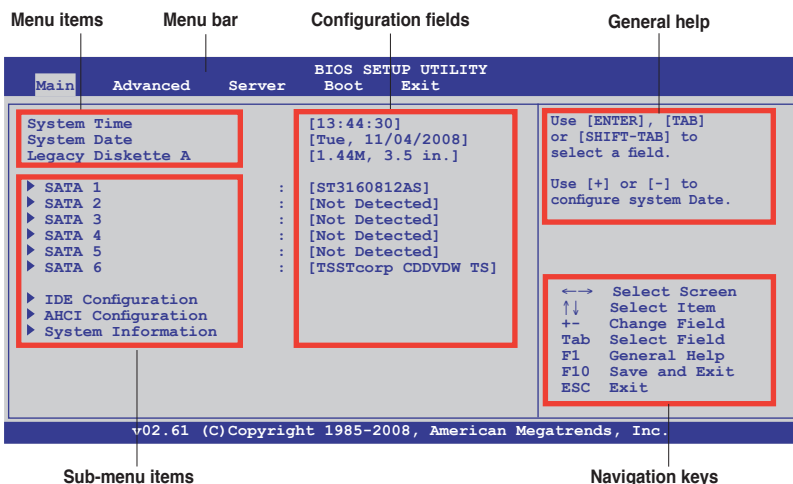 Menu items Menu bar Configuration fields General help
BIOS SETUP UTILITY
Main Advanced Server Boot Exit
System Time [13:44:30]
System Date [Tue, 11/04/2008]
Legacy Diskette A [1.44M, 3.5 in.]
SATA 1 : [ST3160812AS]
SATA 2 : [Not Detected]
SATA 3 : [Not Detected]
SATA 4 : [Not Detected]
SATA 5 : [Not Detected]
SATA 6 : [TSSTcorp CDDVDW TS]
IDE Configuration
AHCI Configuration
System Information
Use [ENTER], [TAB]
or [SHIFT-TAB] to
select a field.
Use [+] or [-] to
configure system Date.
←→ Select Screen
↑↓ Select Item
+- Change Field
Tab Select Field
F1 General Help
F10 Save and Exit
ESC Exit
v02.61 (C)Copyright 1985-2008, American Megatrends, Inc.
Sub-menu items Navigation keys